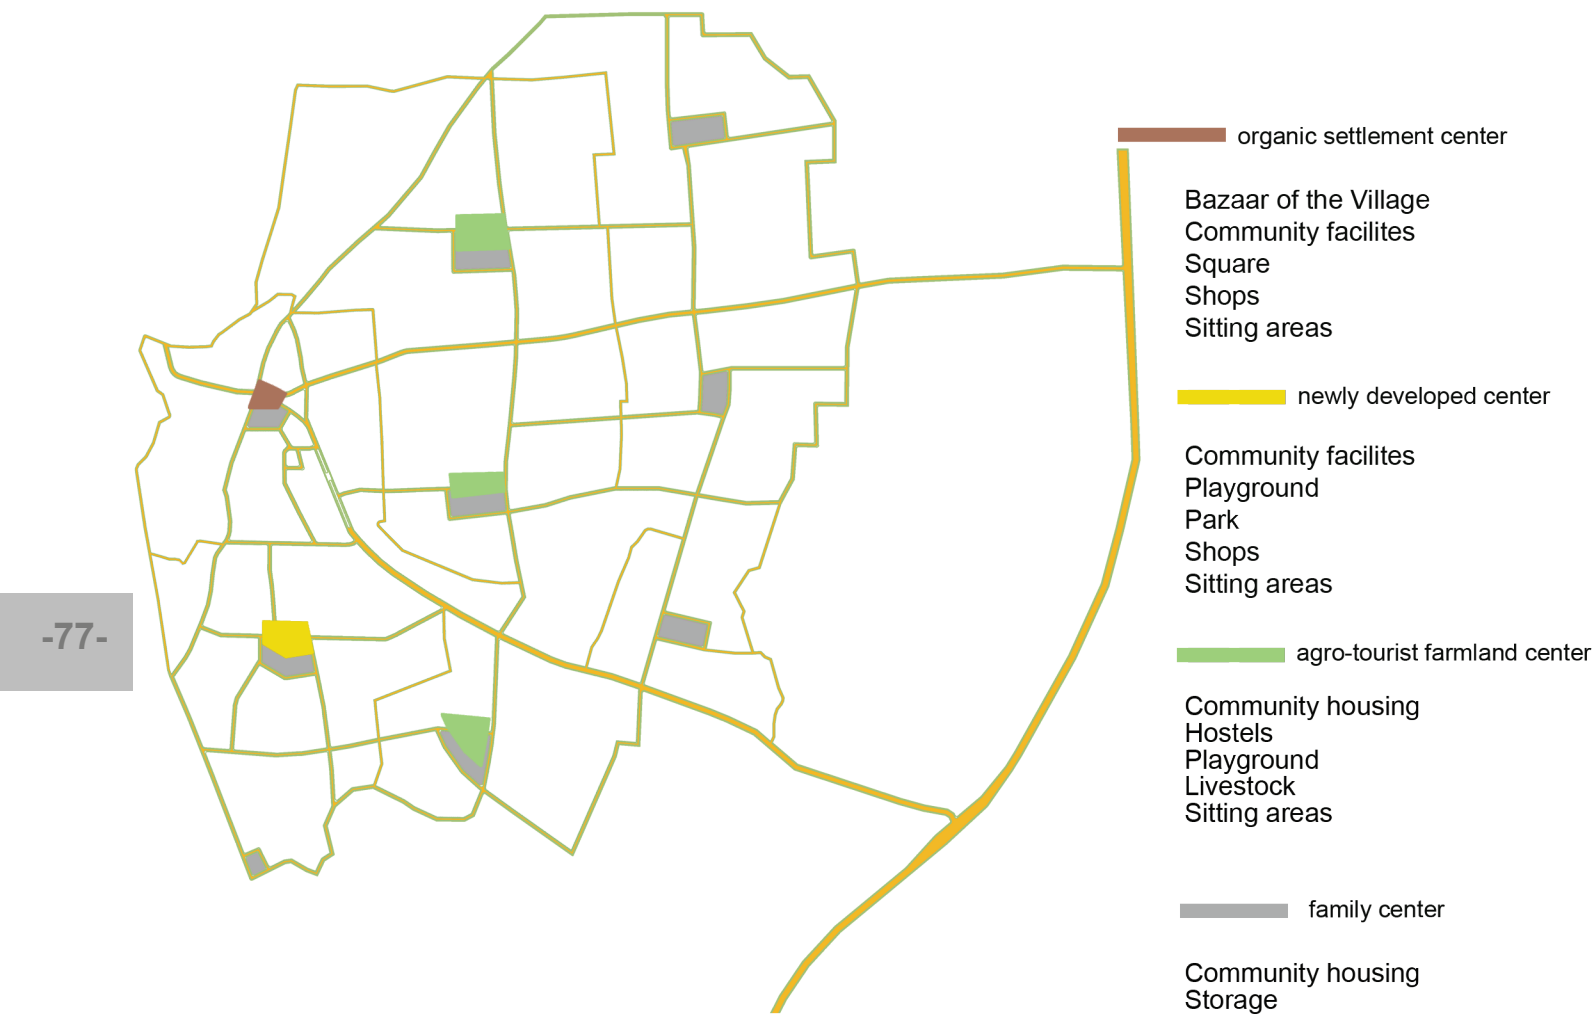 organic settlement center
Bazaar of the Village
Community facilites
Square
Shops
Sitting areas
newly developed center
Community facilites
Playground
Park
Shops
Sitting areas
-77-
agro-tourist farmland center
Community housing
Hostels
Playground
Livestock
Sitting areas
family center
Community housing
Storage